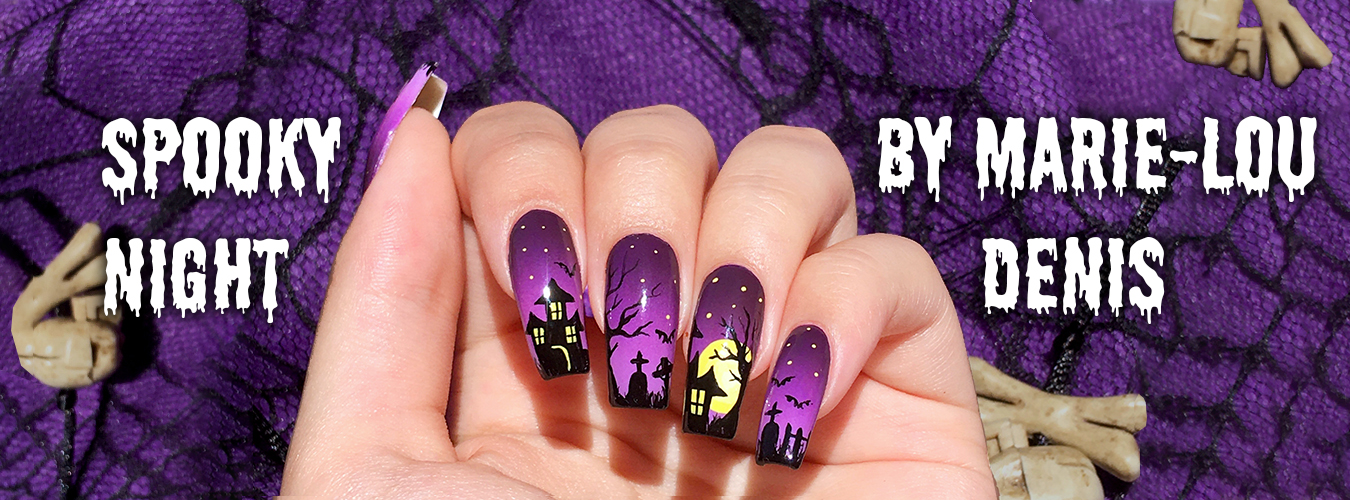 SPOOKY
NIGHT
BY MARIE-LOU
DENIS